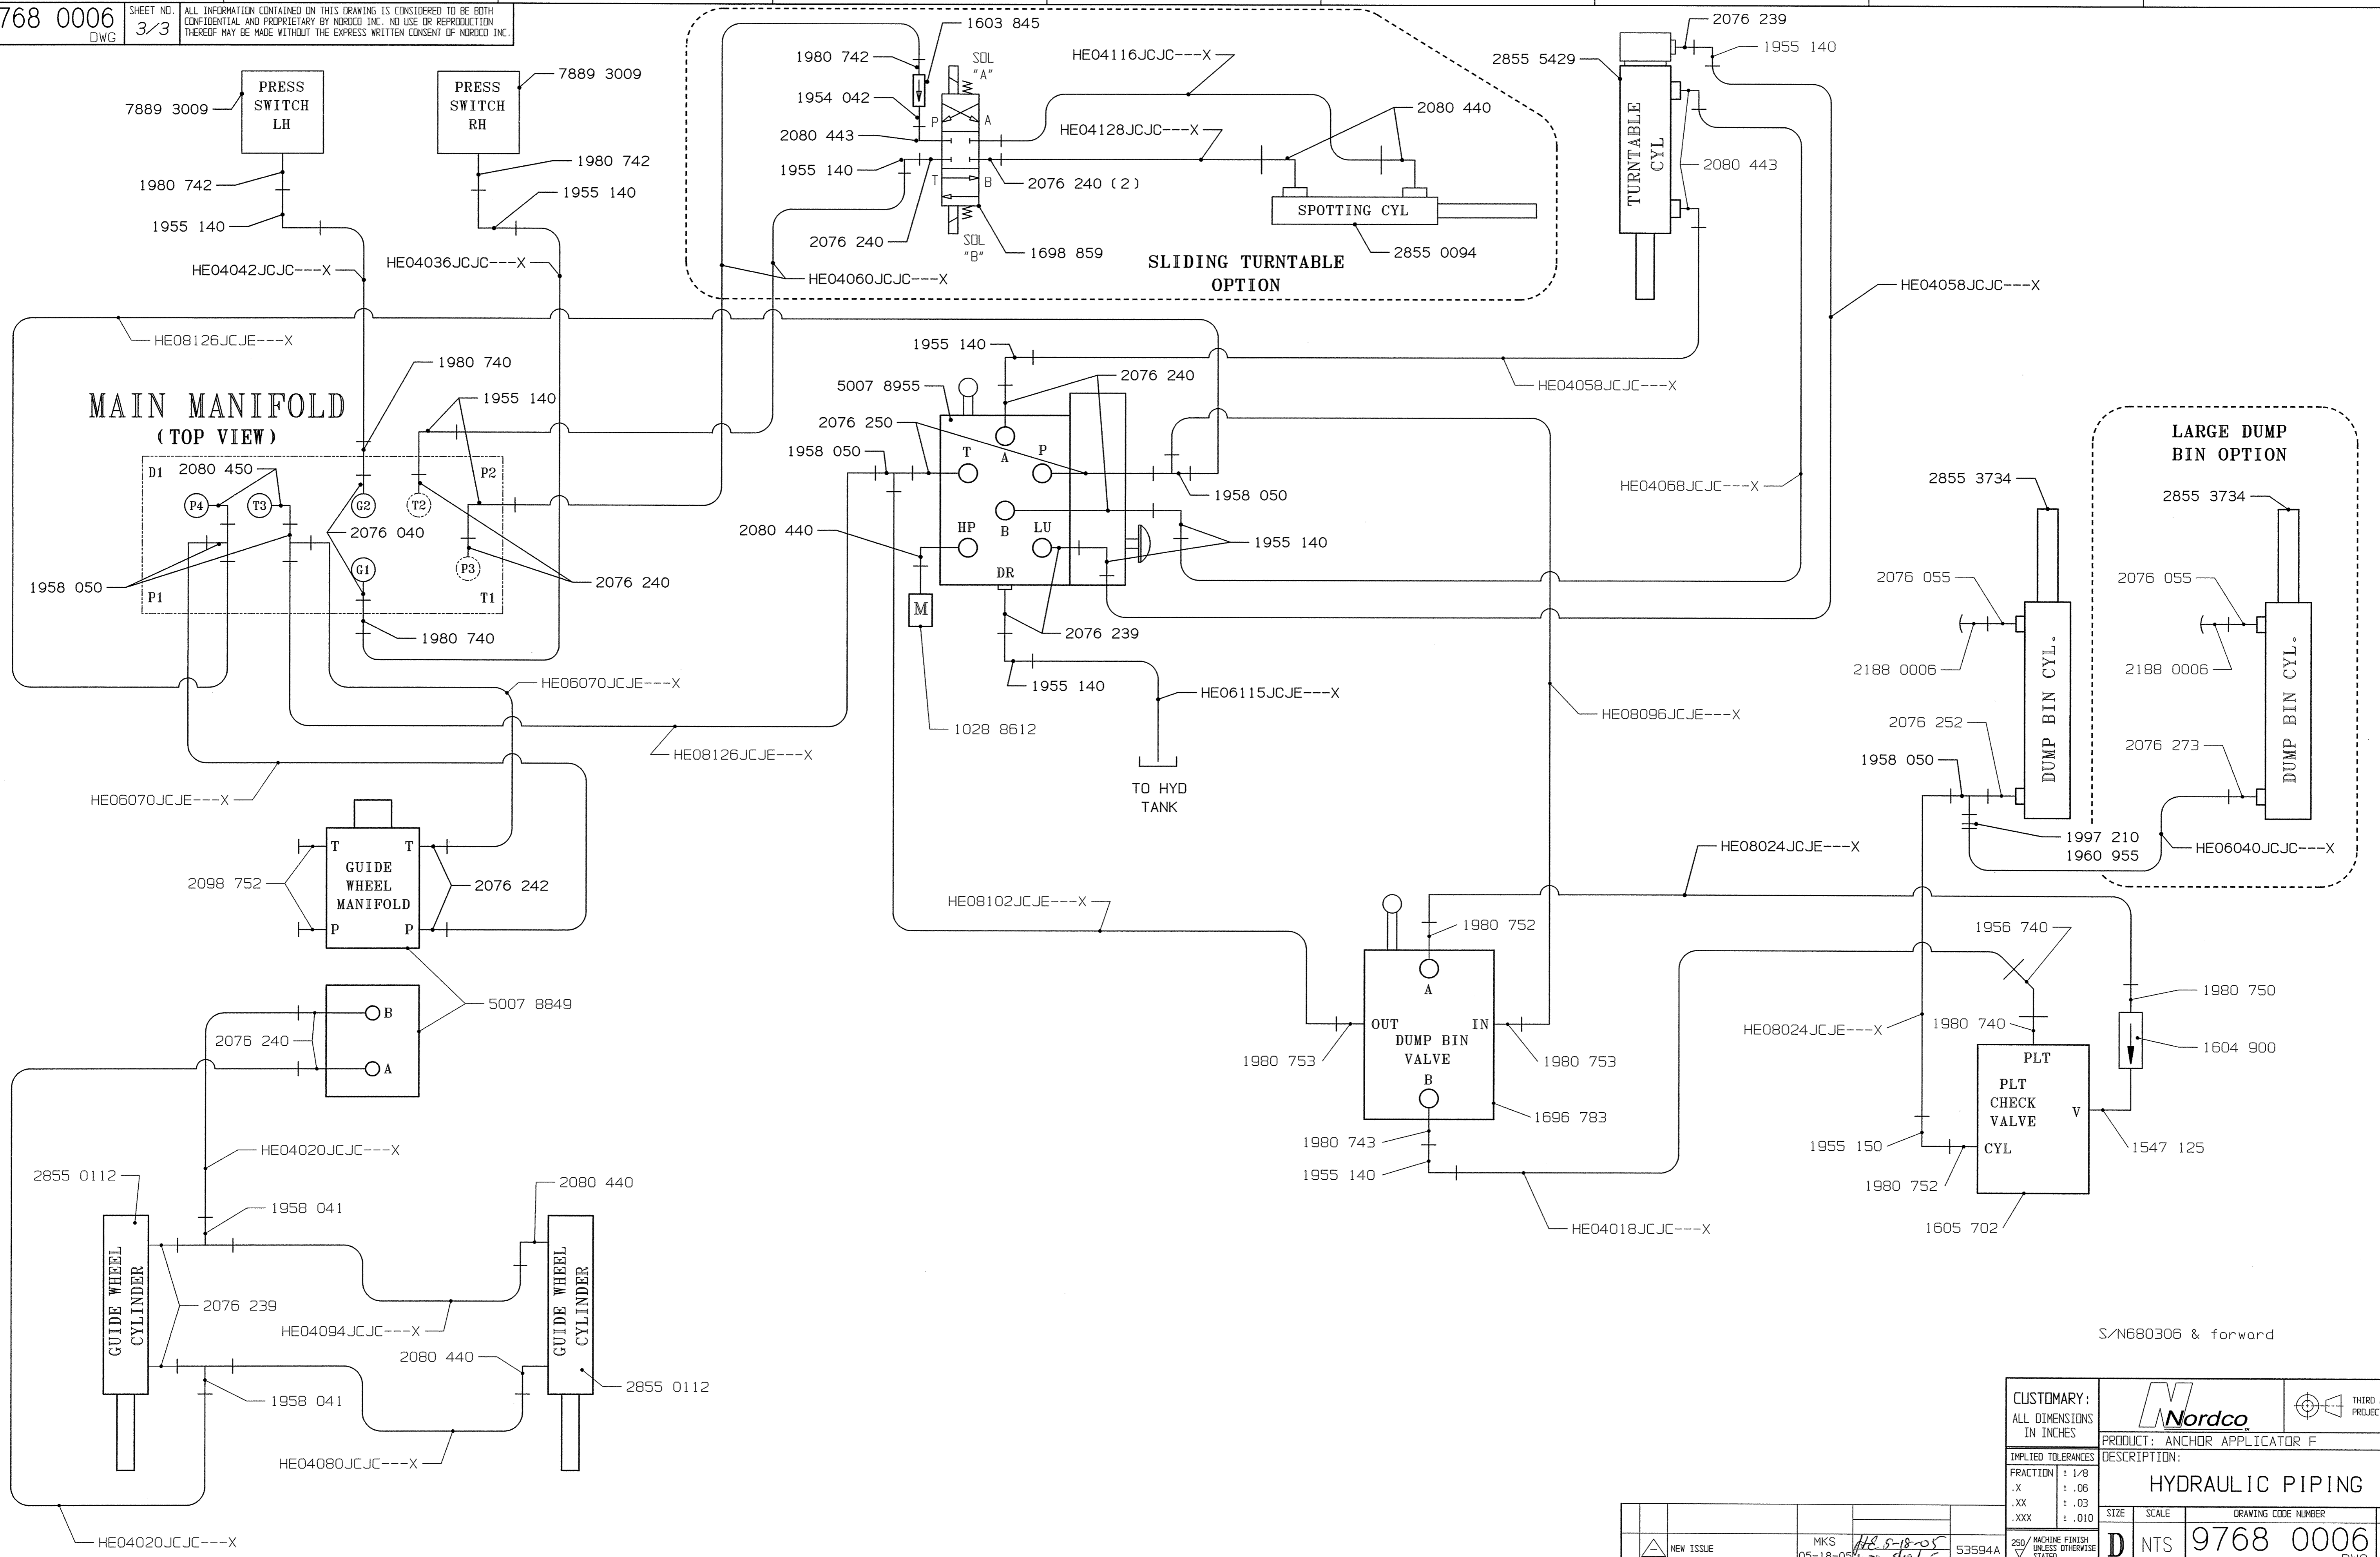 768 0006
DWG
SHEET NO.
3/3
ALL INFORMATION CONTAINED ON THIS DRAWING IS CONSIDERED TO BE BOTH
CONFIDENTIAL AND PROPRIETARY BY NORDCO INC. NO USE OR REPRODUCTION
THEREOF MAY BE MADE WITHOUT THE EXPRESS WRITTEN CONSENT OF NORDCO INC.
PRESS
SWITCH
LH
7889 3009
1980 742
1955 140
HE04042JCJC---X
PRESS
SWITCH
RH
7889 3009
1980 742
1955 140
HE04036JCJC---X
1603 845
1980 742
1954 042
2080 443
1955 140
2076 240
SOL
"A"
P
A
T
B
SOL
"B"
HE04116JCJC---X
HE04128JCJC---X
2080 440
2076 240 (2)
SPOTTING CYL
2855 0094
1698 859
HE04060JCJC---X
SLIDING TURNTABLE
OPTION
2076 239
1955 140
2855 5429
TURNTABLE
CYL
2080 443
HE04058JCJC---X
HE08126JCJE---X
1980 740
1955 140
MAIN MANIFOLD
(TOP VIEW)
D1
2080 450
P2
P4
T3
G2
T2
2076 040
G1
P3
P1
T1
1958 050
2076 240
1980 740
HE06070JCJE---X
HE08126JCJE---X
HE06070JCJE---X
1955 140
5007 8955
2076 240
2076 250
1958 050
T
A
P
1958 050
B
HP
LU
DR
2080 440
1955 140
M
2076 239
1955 140
1028 8612
HE06115JCJE---X
TO HYD
TANK
HE04058JCJC---X
HE04068JCJC---X
HE08096JCJE---X
LARGE DUMP
BIN OPTION
2855 3734
2855 3734
2076 055
2076 055
2188 0006
2188 0006
2076 252
2076 273
1958 050
DUMP BIN CYL.
DUMP BIN CYL.
1997 210
1960 955
HE06040JCJC---X
T
T
GUIDE
WHEEL
MANIFOLD
P
P
2098 752
2076 242
5007 8849
B
A
2076 240
HE04020JCJC---X
2855 0112
1958 041
2080 440
GUIDE WHEEL
CYLINDER
GUIDE WHEEL
CYLINDER
2076 239
HE04094JCJC---X
2080 440
1958 041
2855 0112
HE04080JCJC---X
HE04020JCJC---X
HE08102JCJE---X
HE08024JCJE---X
1980 752
A
OUT
IN
DUMP BIN
VALVE
B
1980 753
1980 753
1696 783
1980 743
1955 140
HE04018JCJC---X
1956 740
1980 750
HE08024JCJE---X
1980 740
1604 900
PLT
PLT
CHECK
VALVE
V
CYL
1955 150
1547 125
1980 752
1605 702
S/N680306 & forward
CUSTOMARY:
ALL DIMENSIONS
IN INCHES
Nordco
THIRD
PROJEC
PRODUCT: ANCHOR APPLICATOR F
IMPLIED TOLERANCES
FRACTION ± 1/8
.X ± .06
.XX ± .03
.XXX ± .010
DESCRIPTION:
HYDRAULIC PIPING
250 MACHINE FINISH
UNLESS OTHERWISE
STATED
SIZE
D
SCALE
NTS
DRAWING CODE NUMBER
9768 0006
NEW ISSUE
MKS
05-18-05
5-18-05
53594A